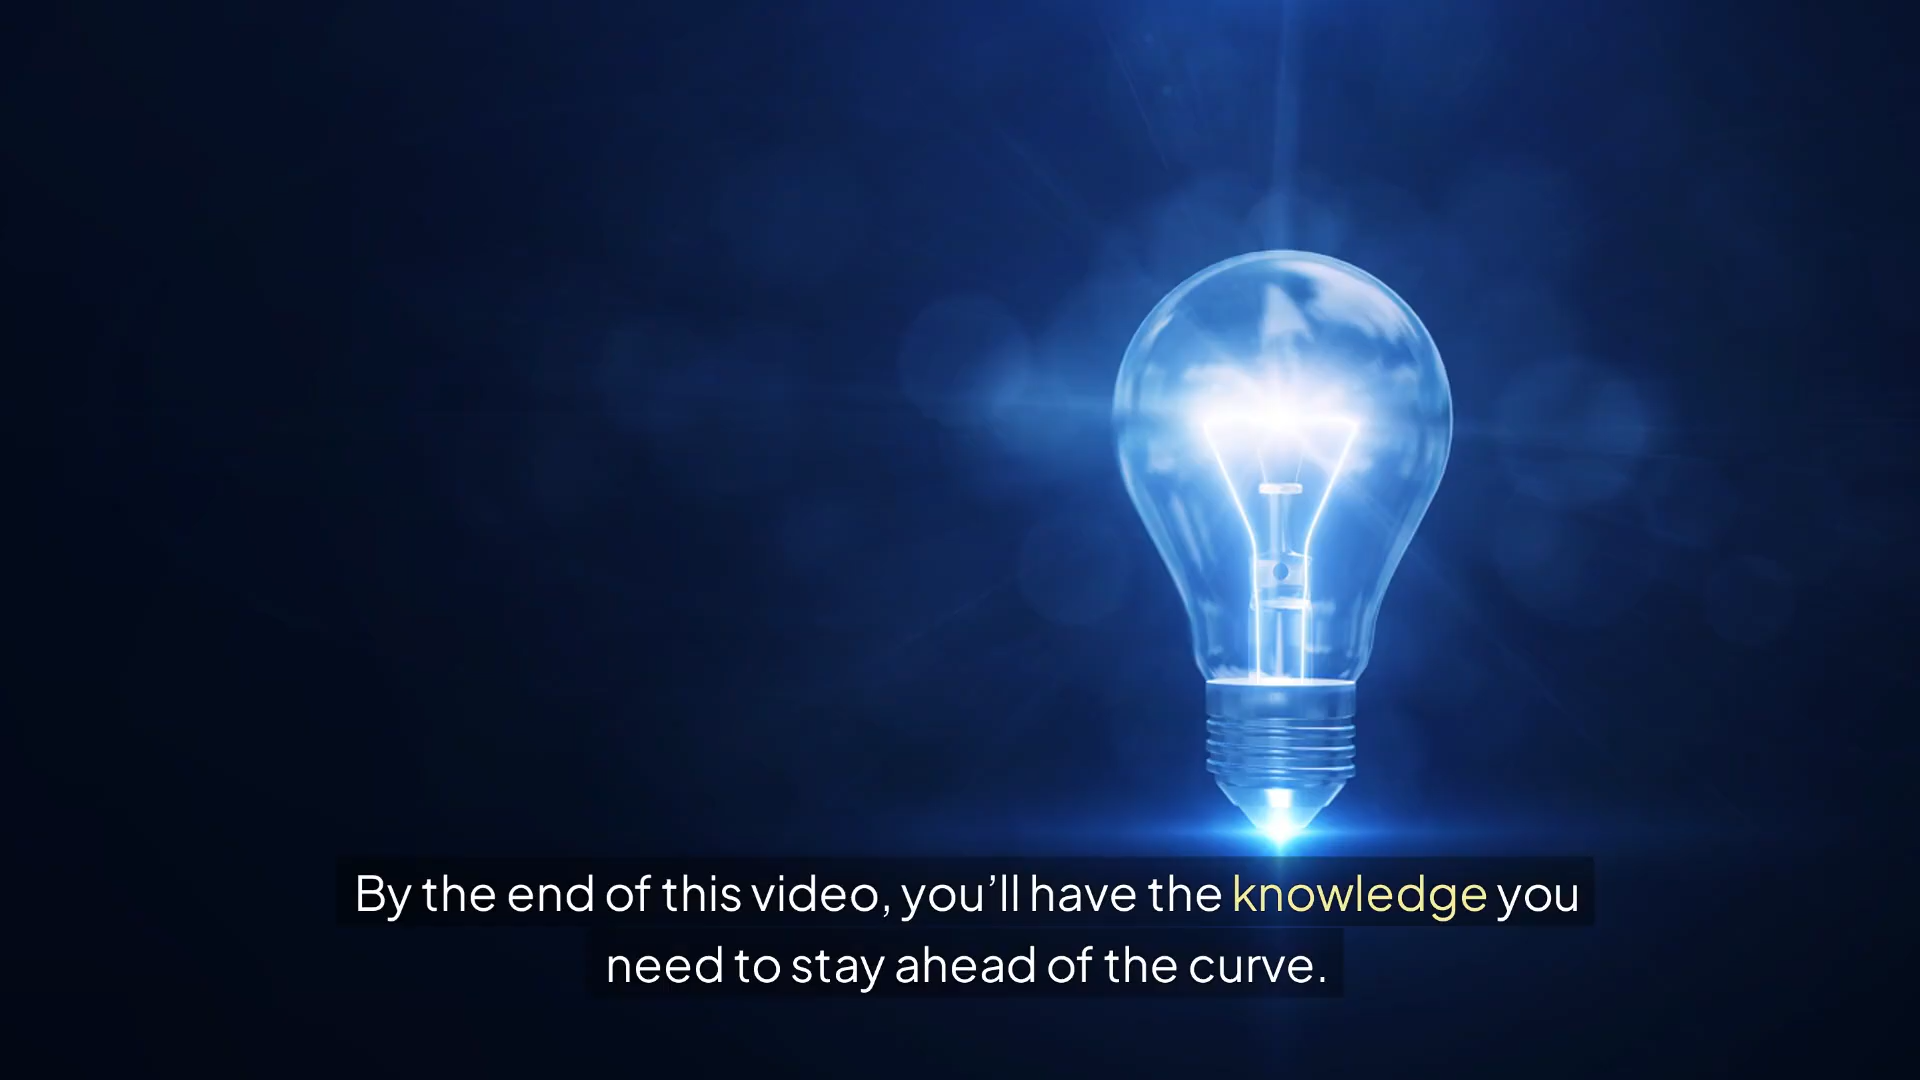 By the end of this video, you’ll have the knowledge you
need to stay ahead of the curve.